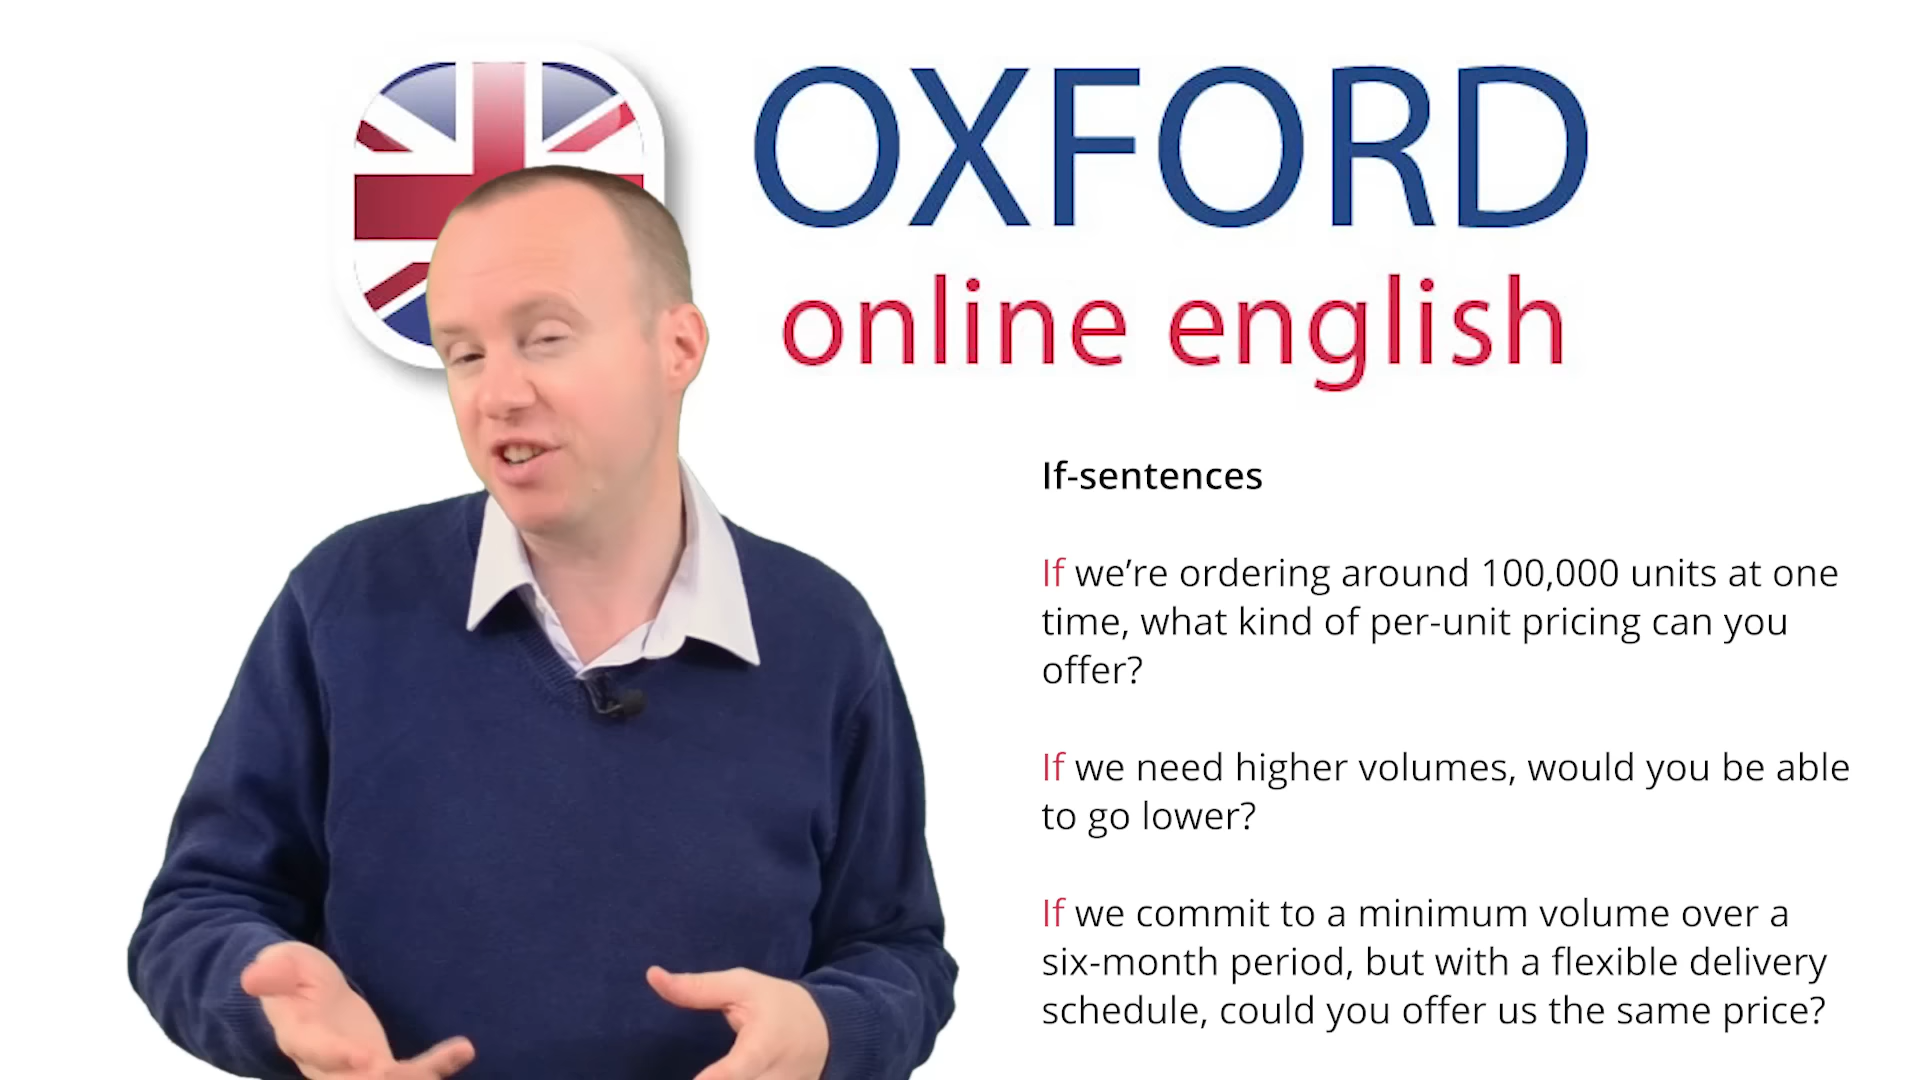 OXFORD
online english
If-sentences
If we’re ordering around 100,000 units at one
time, what kind of per-unit pricing can you
offer?
If we need higher volumes, would you be able
to go lower?
If we commit to a minimum volume over a
six-month period, but with a flexible delivery
schedule, could you offer us the same price?